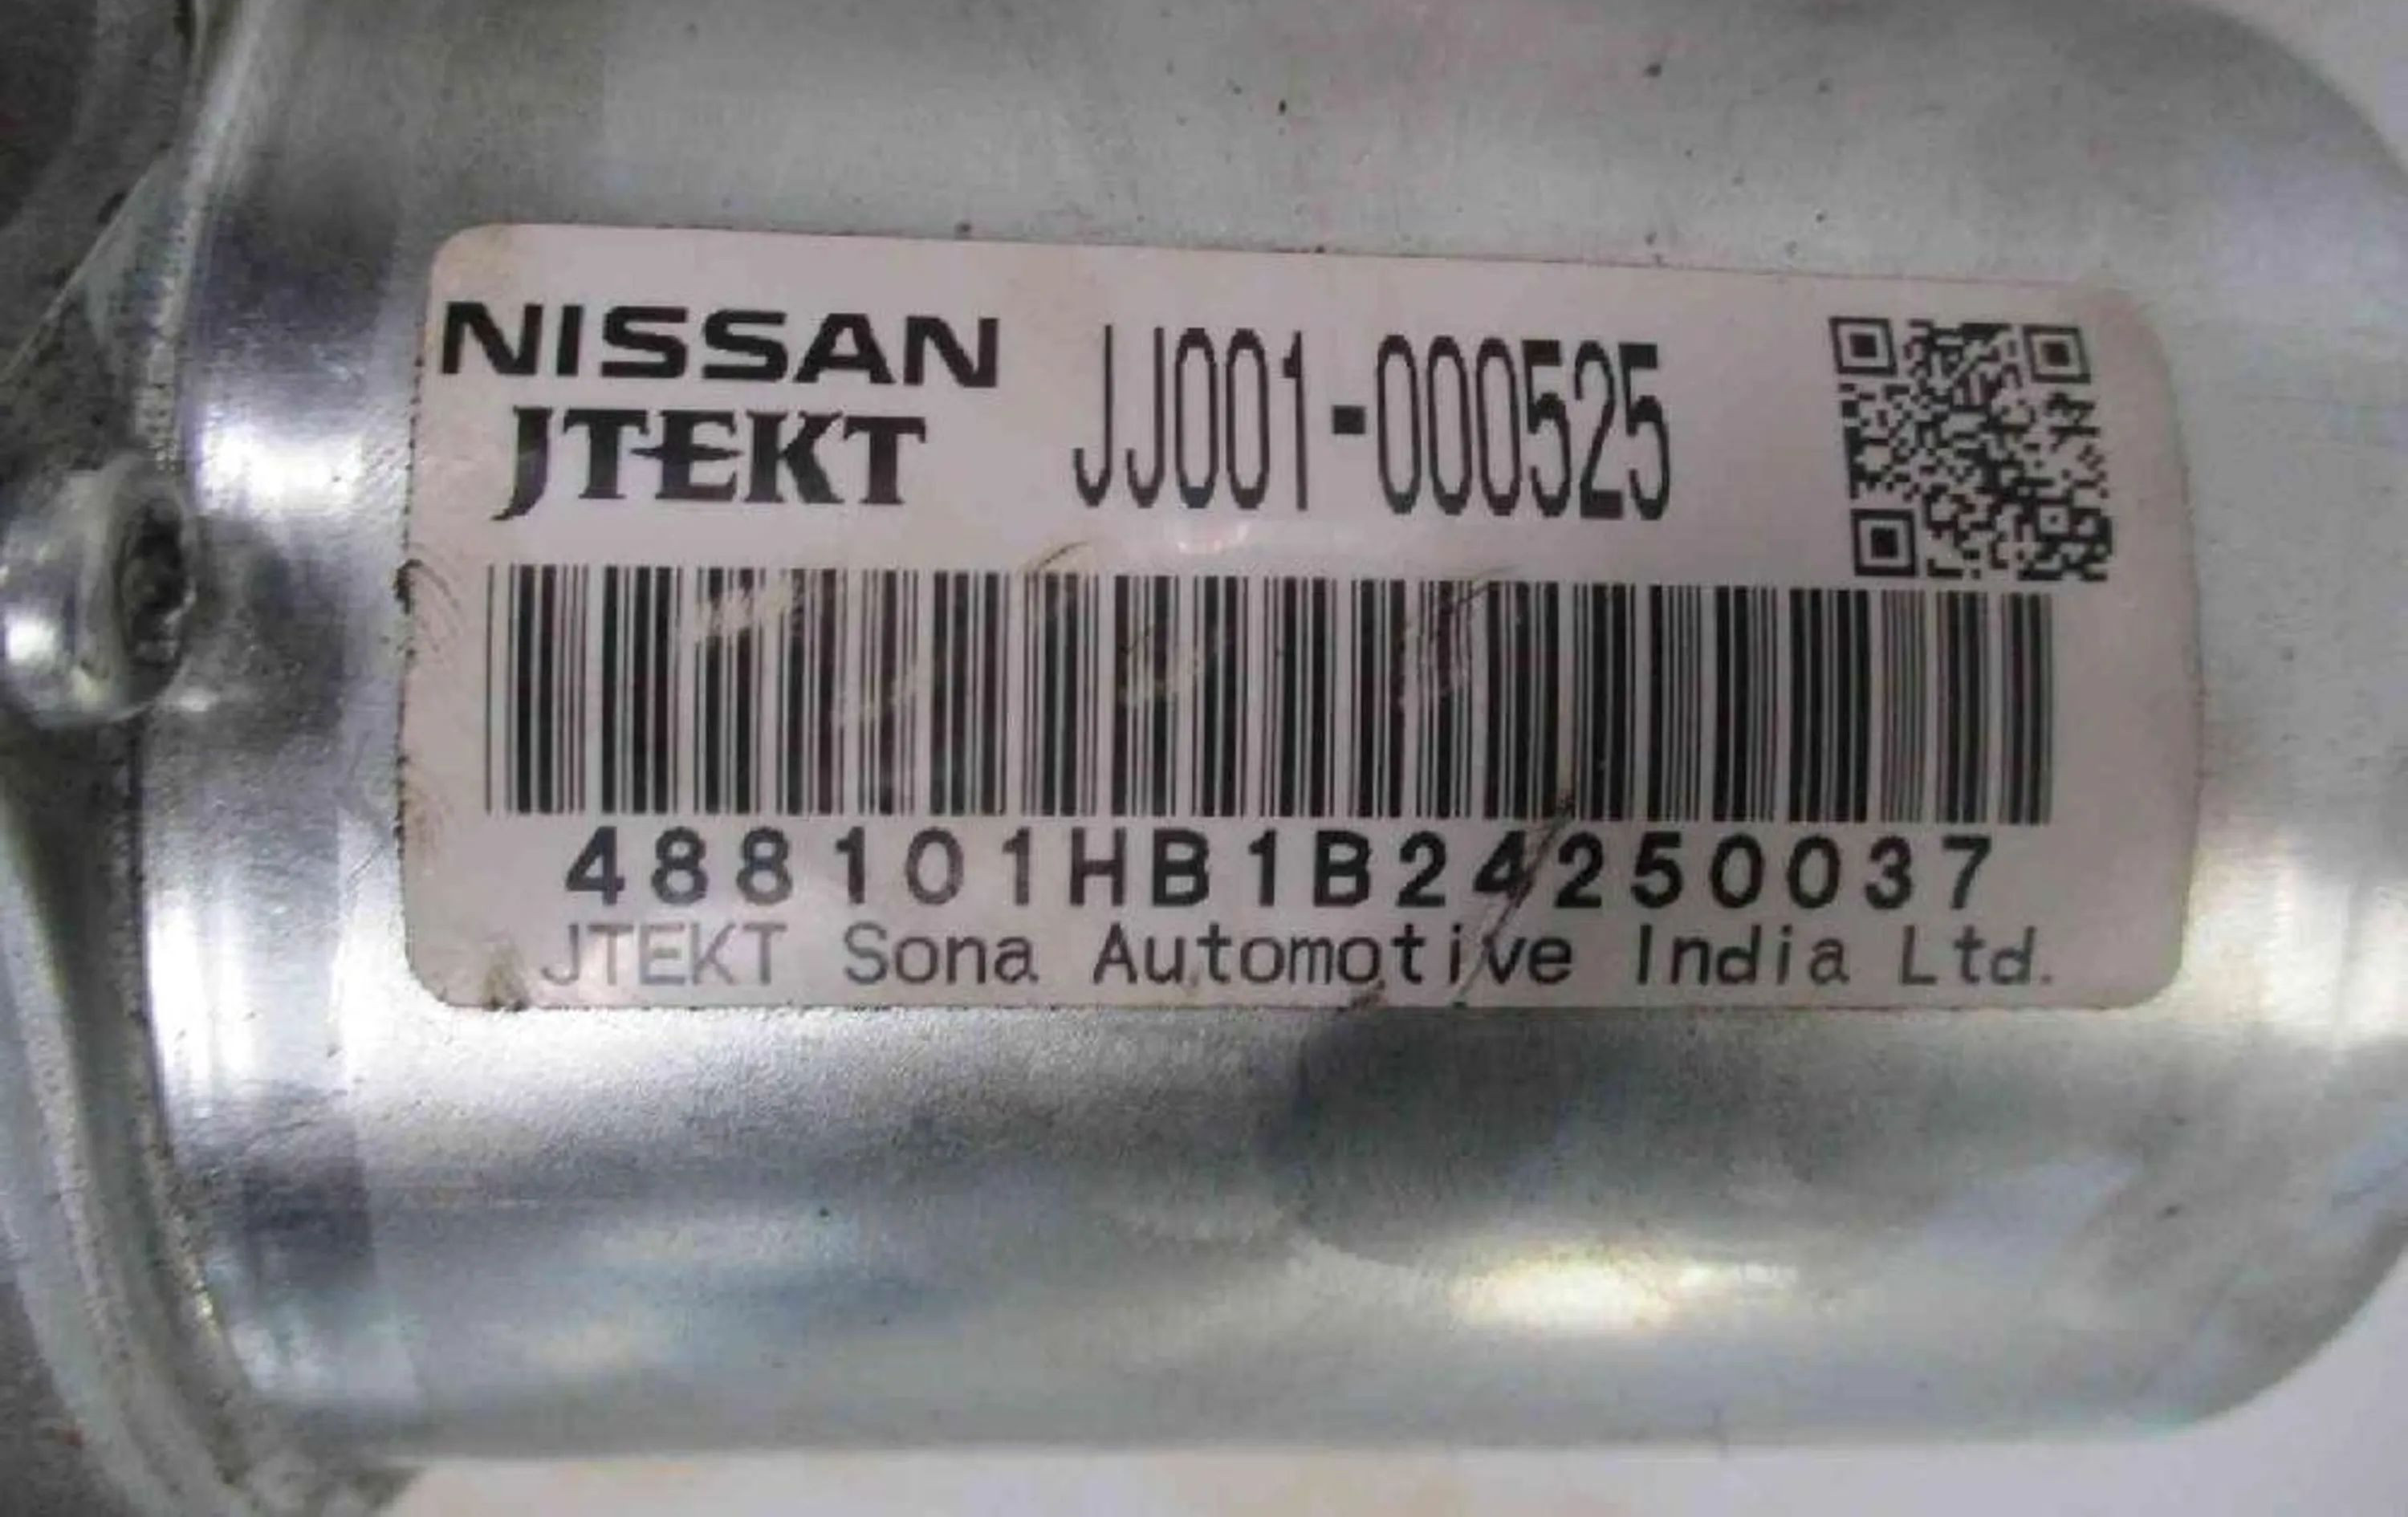 NISSAN
JTEKT
JJ001-000525
488101HB1B24250037
JTEKT Sona Automotive India Ltd.